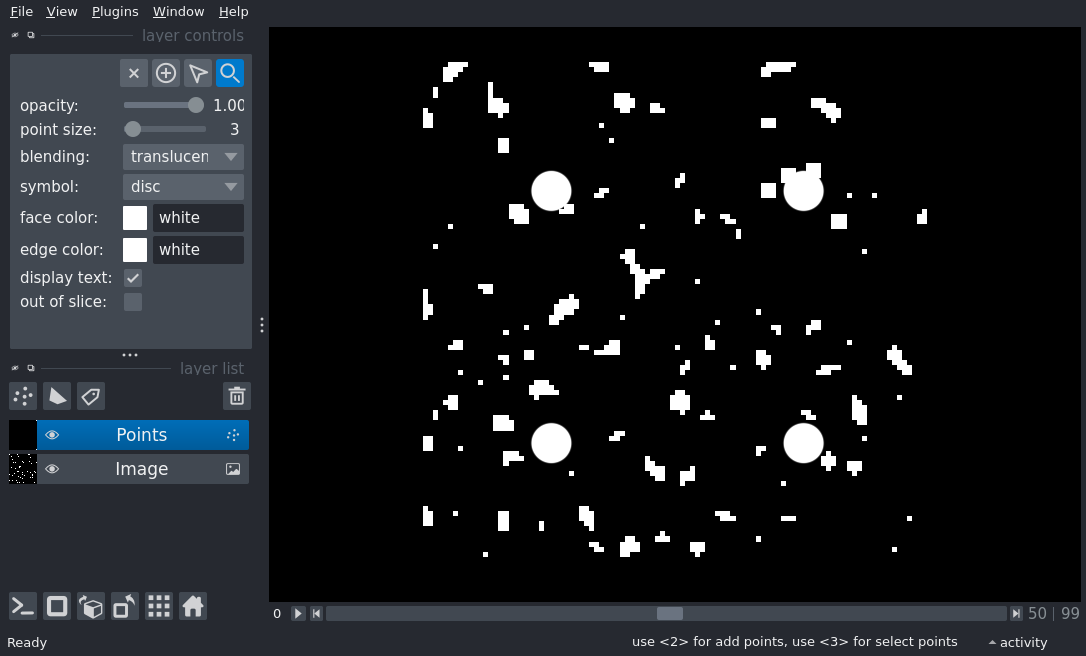 File View Plugins Window Help
layer controls
opacity: 1.00
point size: 3
blending: translucen
symbol: disc
face color: white
edge color: white
display text:
out of slice:
layer list
Points
Image
0 50 99
Ready use <2> for add points, use <3> for select points activity